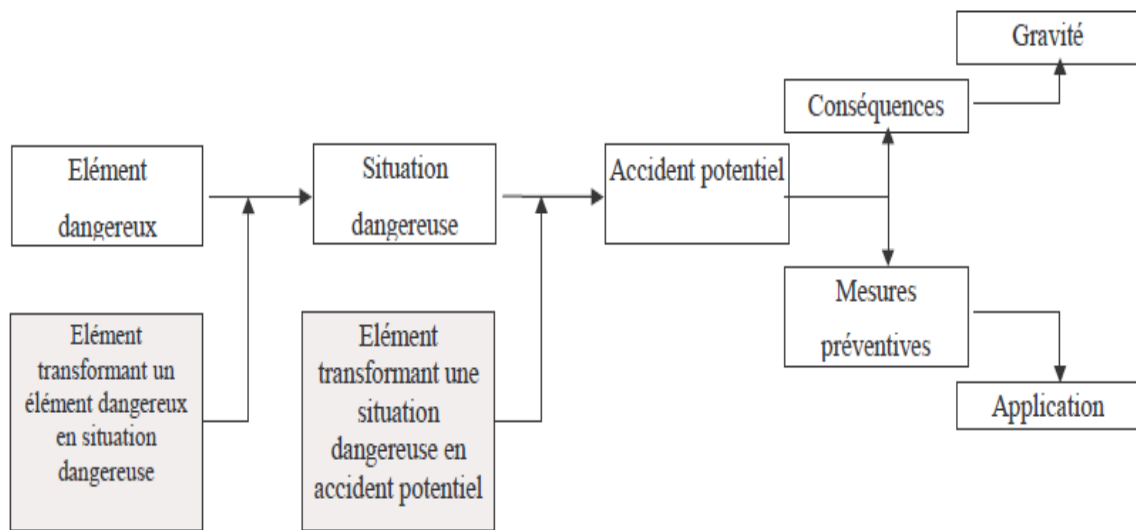 Elément
dangereux
Situation
dangereuse
Accident potentiel
Conséquences
Gravité
Mesures
préventives
Application
Elément
transformant un
élément dangereux
en situation
dangereuse
Elément
transformant une
situation
dangereuse en
accident potentiel